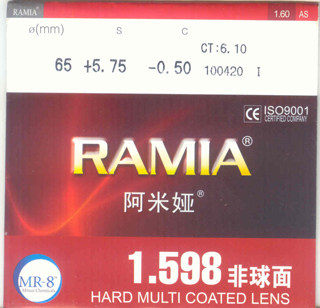 RAMIA® 1.60 AS
ø(mm) S C
CT:6.10
65 +5.75 -0.50 100420 I
CE ISO9001
CERTIFIED COMPANY
RAMIA®
阿米娅®
MR-8™
1.598 非球面
HARD MULTI COATED LENS